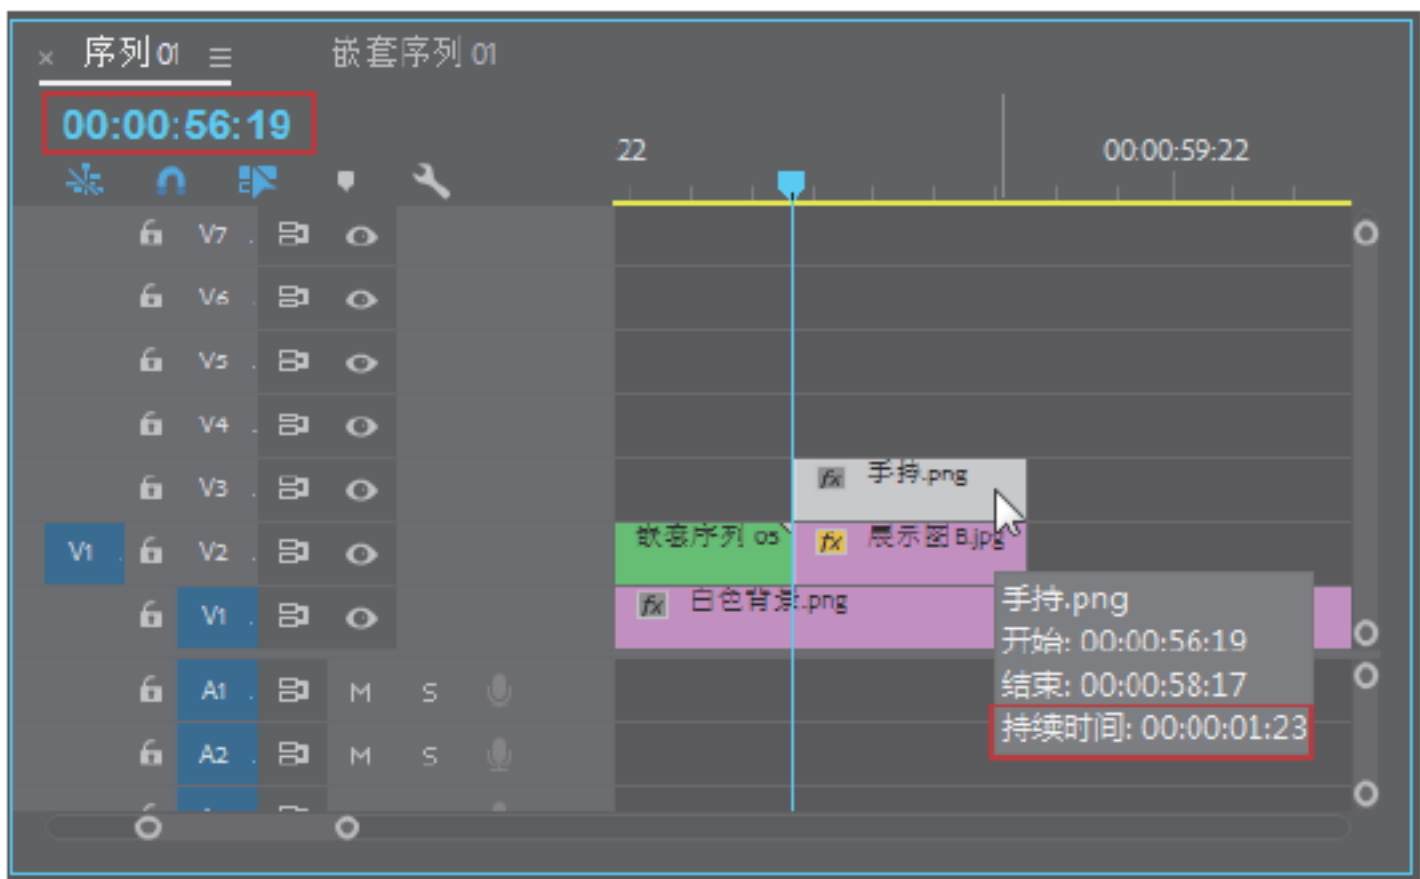 × 序列 01 ≡ 嵌套序列 01
00:00:56:19
:22 00:00:59:22
V7
V6
V5
V4
V3 fx 手持.png
V1 V2 嵌套序列 05 fx 展示图 B.jpg
V1 fx 白色背景.png
手持.png
开始: 00:00:56:19
结束: 00:00:58:17
持续时间: 00:00:01:23
A1 M S
A2 M S